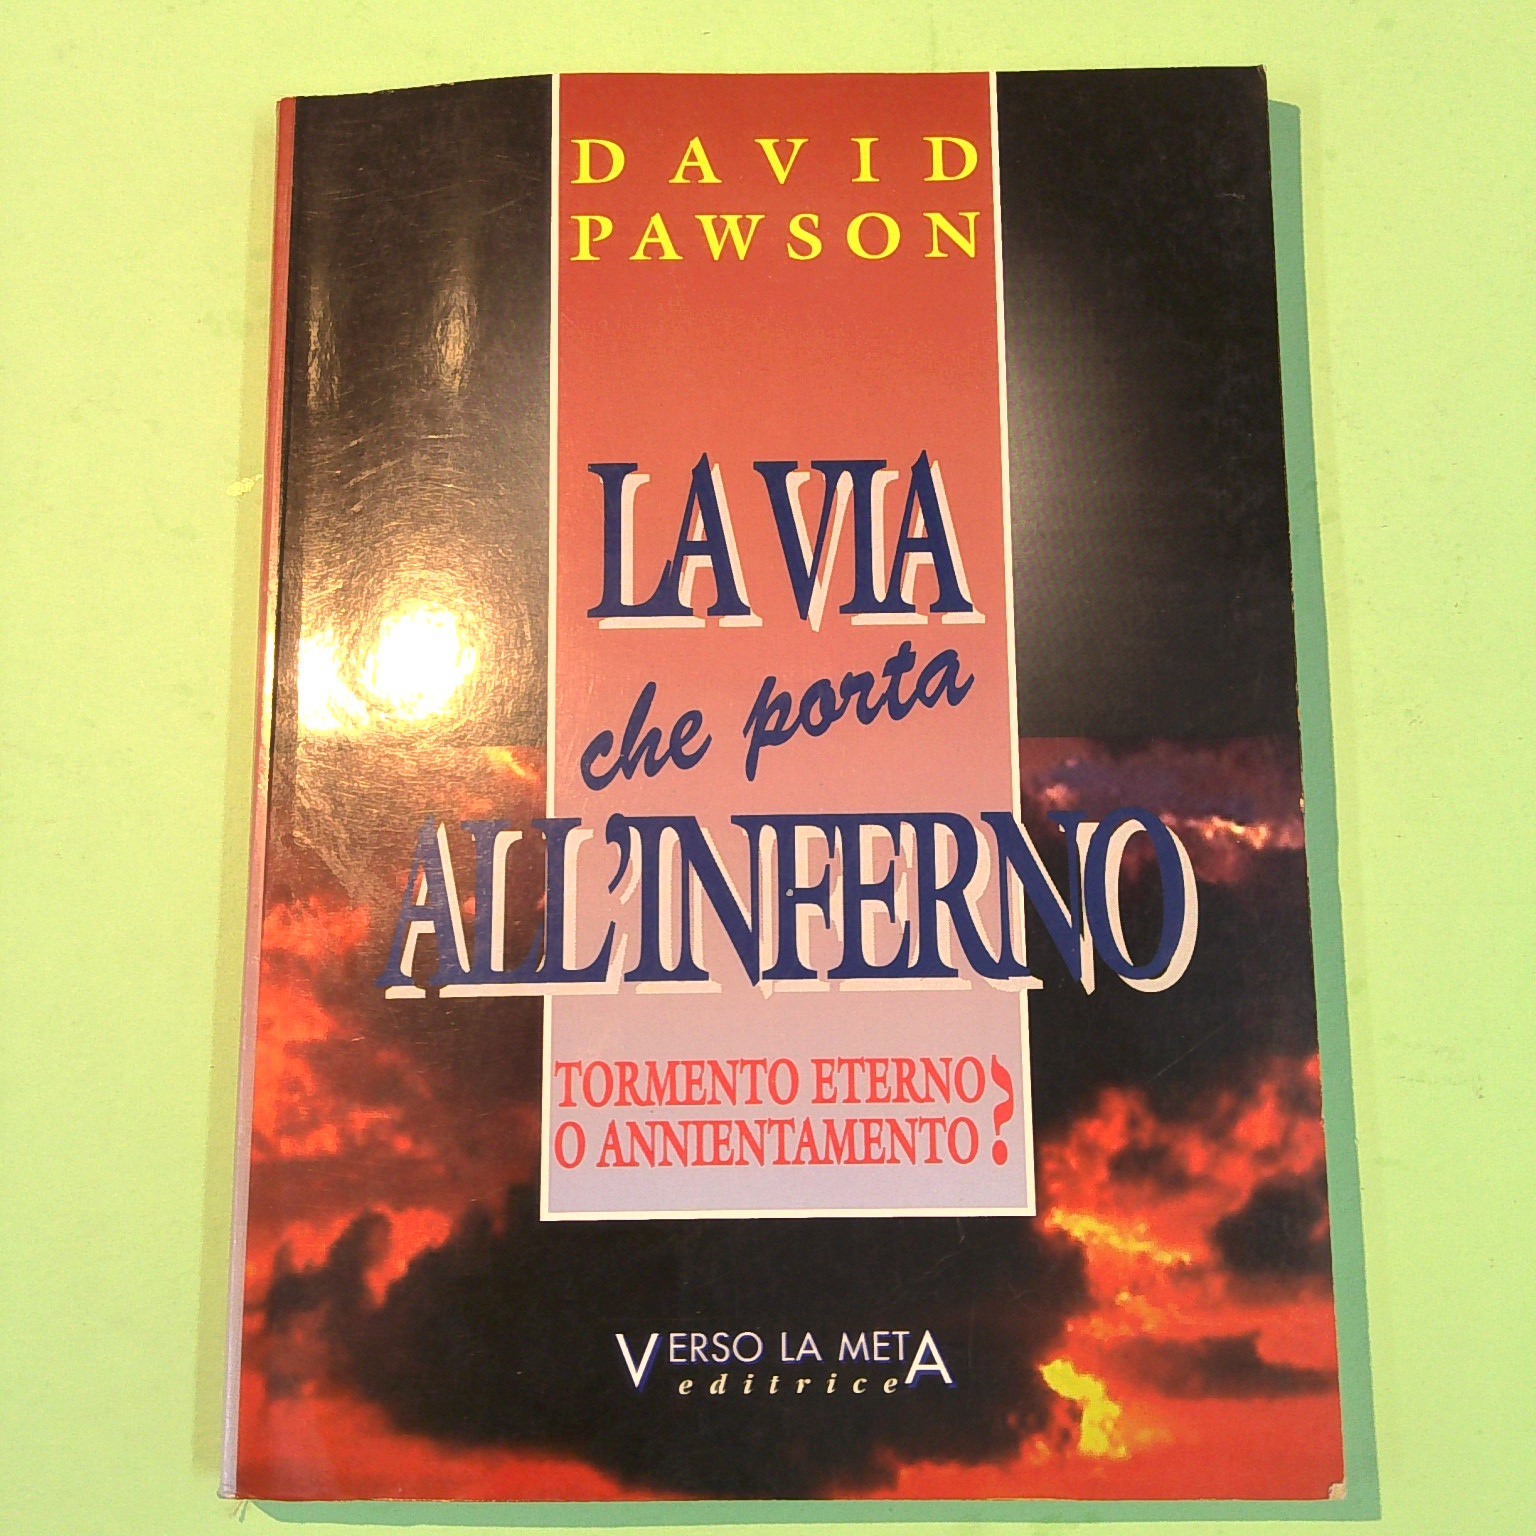 DAVID
PAWSON
LA VIA
che porta
ALL'INFERNO
TORMENTO ETERNO
O ANNIENTAMENTO?
VERSO LA META
editrice